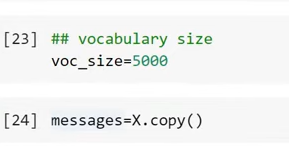 [23] ## vocabulary size
voc_size=5000
[24] messages=X.copy()